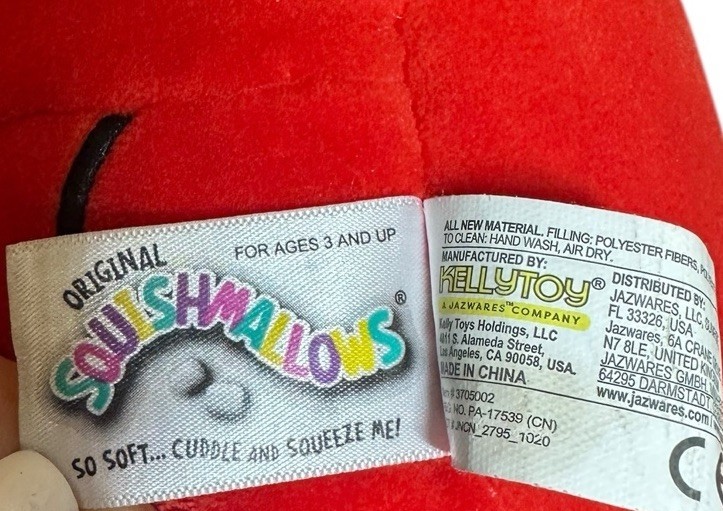 ORIGINAL
FOR AGES 3 AND UP
SQUISHMALLOWS®
SO SOFT... CUDDLE AND SQUEEZE ME!
ALL NEW MATERIAL. FILLING: POLYESTER FIBERS,
TO CLEAN: HAND WASH, AIR DRY.
MANUFACTURED BY:
KELLYTOY®
A JAZWARES™ COMPANY
Kelly Toys Holdings, LLC
4811 S. Alameda Street,
Los Angeles, CA 90058, USA.
MADE IN CHINA
3705002
NO. PA-17539 (CN)
#JNCN_2795_1020
DISTRIBUTED BY:
JAZWARES, LLC,
FL 33326, USA
Jazwares, 6A CRANE
N7 8LE, UNITED
JAZWARES GMBH,
64295 DARMSTADT
www.jazwares.com
CE